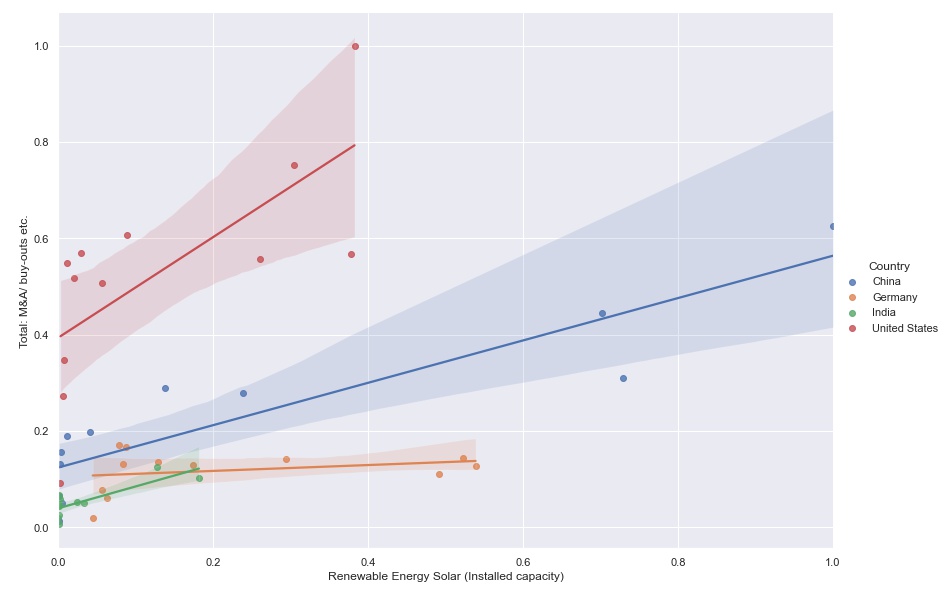 1.0
0.8
0.6
0.4
0.2
0.0
Total: M&A/ buy-outs etc.
0.0 0.2 0.4 0.6 0.8 1.0
Renewable Energy Solar (Installed capacity)
Country
China
Germany
India
United States